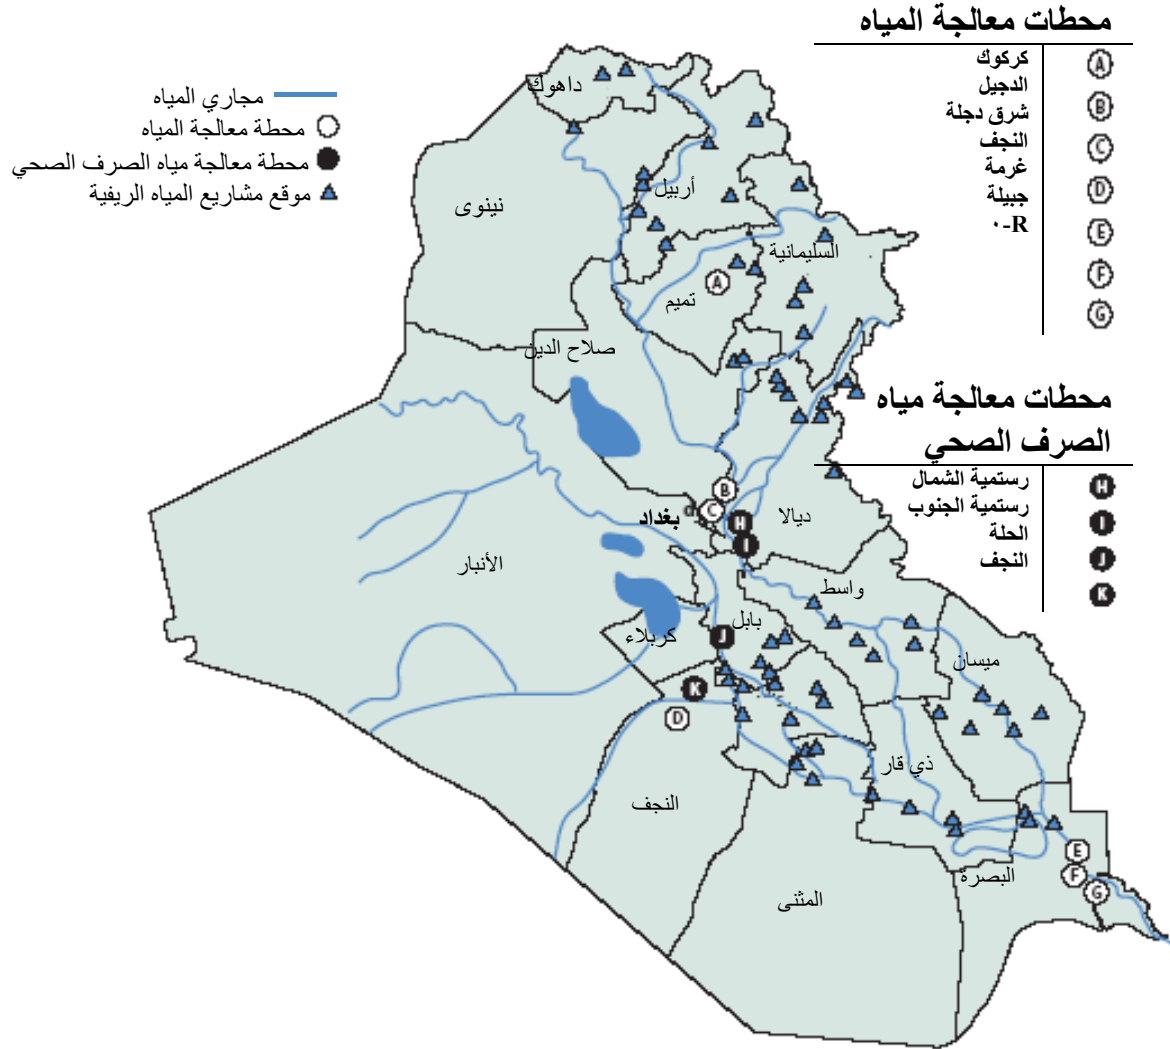 محطات معالجة المياه
كركوك
الدجيل
شرق دجلة
النجف
غرمة
جبيلة
٠-R
A
B
C
D
E
F
G
مجاري المياه
محطة معالجة المياه
محطة معالجة مياه الصرف الصحي
موقع مشاريع المياه الريفية
محطات معالجة مياه
الصرف الصحي
رستمية الشمال
رستمية الجنوب
الحلة
النجف
H
I
J
K
داهوك
نينوى
أربيل
السليمانية
A
تميم
صلاح الدين
B
C
H
بغداد
ديالا
I
الأنبار
واسط
بابل
J
كربلاء
ميسان
K
D
ذي قار
النجف
E
F
البصرة
G
المثنى